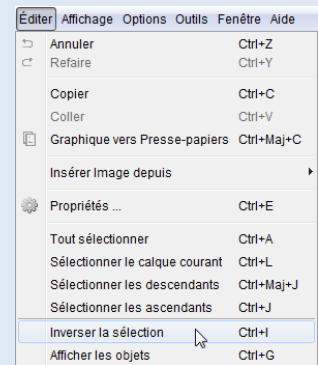 Éditer Affichage Options Outils Fenêtre Aide
Annuler Ctrl+Z
Refaire Ctrl+Y
Copier Ctrl+C
Coller Ctrl+V
Graphique vers Presse-papiers Ctrl+Maj+C
Insérer Image depuis
Propriétés ... Ctrl+E
Tout sélectionner Ctrl+A
Sélectionner le calque courant Ctrl+L
Sélectionner les descendants Ctrl+Maj+J
Sélectionner les ascendants Ctrl+J
Inverser la sélection Ctrl+I
Afficher les objets Ctrl+G